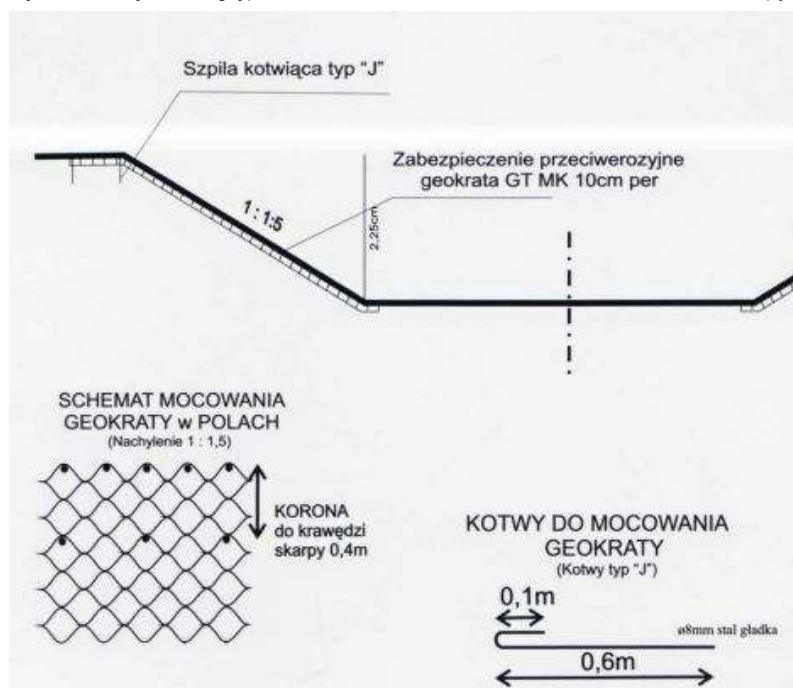 Szpila kotwiąca typ "J"
Zabezpieczenie przeciwerozyjne
geokrata GT MK 10cm per
1 : 1:5
2,25cm
SCHEMAT MOCOWANIA
GEOKRATY w POLACH
(Nachylenie 1 : 1,5)
KORONA
do krawędzi
skarpy 0,4m
KOTWY DO MOCOWANIA
GEOKRATY
(Kotwy typ "J")
0,1m
ø8mm stal gładka
0,6m